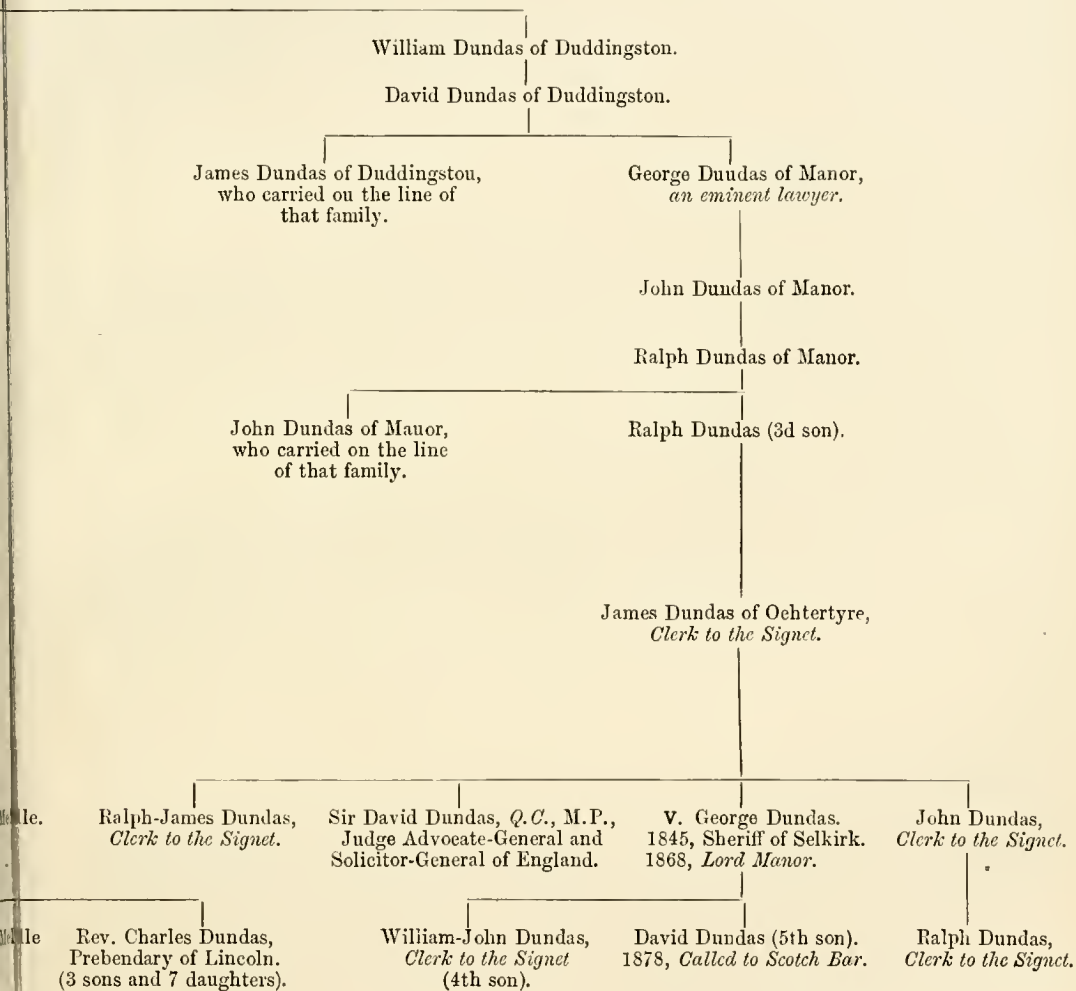 William Dundas of Duddingston.
David Dundas of Duddingston.
James Dundas of Duddingstou,
who carried ou the line of
that family.
George Dundas of Manor,
an eminent lawyer.
John Dundas of Manor.
Ralph Dundas of Manor.
John Dundas of Mauor,
who carried on the line
of that family.
Ralph Dundas (3d son).
James Dundas of Ochtertyre,
Clerk to the Signet.
Ralph-James Dundas,
Clerk to the Signet.
Sir David Dundas, Q.C., M.P.,
Judge Advocate-General and
Solicitor-General of England.
V. George Dundas.
1845, Sheriff of Selkirk.
1868, Lord Manor.
John Dundas,
Clerk to the Signet.
Rev. Charles Dundas,
Prebendary of Lincoln.
(3 sons and 7 daughters).
William-John Dundas,
Clerk to the Signet
(4th son).
David Dundas (5th son).
1878, Called to Scotch Bar.
Ralph Dundas,
Clerk to the Signet.